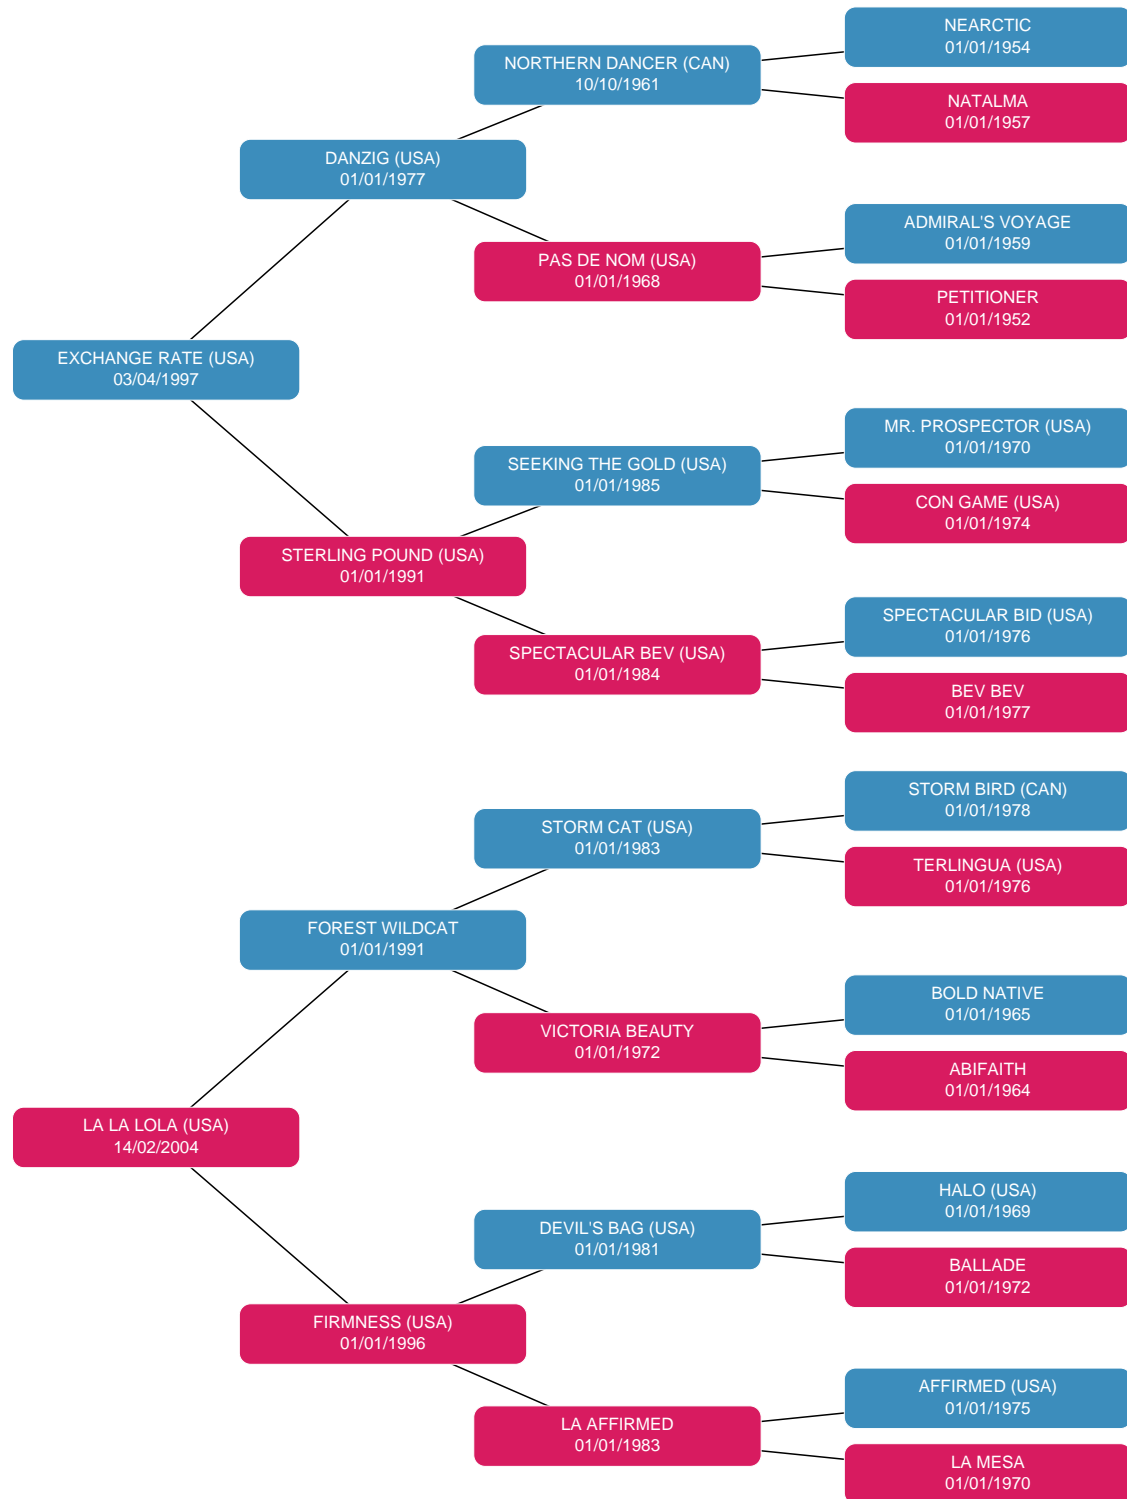 NEARCTIC
01/01/1954
NORTHERN DANCER (CAN)
10/10/1961
NATALMA
01/01/1957
DANZIG (USA)
01/01/1977
ADMIRAL'S VOYAGE
01/01/1959
PAS DE NOM (USA)
01/01/1968
PETITIONER
01/01/1952
EXCHANGE RATE (USA)
03/04/1997
MR. PROSPECTOR (USA)
01/01/1970
SEEKING THE GOLD (USA)
01/01/1985
CON GAME (USA)
01/01/1974
STERLING POUND (USA)
01/01/1991
SPECTACULAR BID (USA)
01/01/1976
SPECTACULAR BEV (USA)
01/01/1984
BEV BEV
01/01/1977
STORM BIRD (CAN)
01/01/1978
STORM CAT (USA)
01/01/1983
TERLINGUA (USA)
01/01/1976
FOREST WILDCAT
01/01/1991
BOLD NATIVE
01/01/1965
VICTORIA BEAUTY
01/01/1972
ABIFAITH
01/01/1964
LA LA LOLA (USA)
14/02/2004
HALO (USA)
01/01/1969
DEVIL'S BAG (USA)
01/01/1981
BALLADE
01/01/1972
FIRMNESS (USA)
01/01/1996
AFFIRMED (USA)
01/01/1975
LA AFFIRMED
01/01/1983
LA MESA
01/01/1970